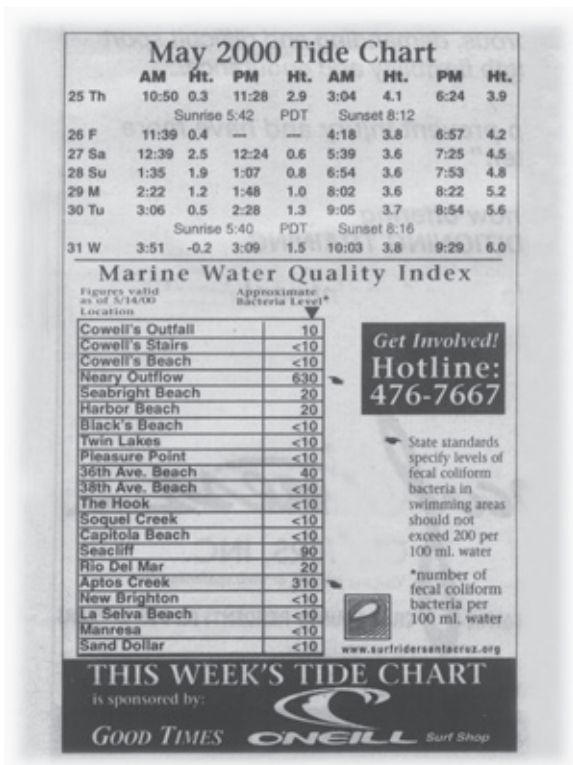 May 2000 Tide Chart
AM Ht. PM Ht. AM Ht. PM Ht.
25 Th 10:50 0.3 11:28 2.9 3:04 4.1 6:24 3.9
Sunrise 5:42 PDT Sunset 8:12
26 F 11:39 0.4 — — 4:18 3.8 6:57 4.2
27 Sa 12:39 2.5 12:24 0.6 5:39 3.6 7:25 4.5
28 Su 1:35 1.9 1:07 0.8 6:54 3.6 7:53 4.8
29 M 2:22 1.2 1:48 1.0 8:02 3.6 8:22 5.2
30 Tu 3:06 0.5 2:28 1.3 9:05 3.7 8:54 5.6
Sunrise 5:40 PDT Sunset 8:16
31 W 3:51 -0.2 3:09 1.5 10:03 3.8 9:29 6.0
Marine Water Quality Index
Figures valid
as of 5/14/00
Location
Approximate
Bacteria Level*
Cowell's Outfall 10
Cowell's Stairs <10
Cowell's Beach <10
Neary Outflow 630
Seabright Beach 20
Harbor Beach 20
Black's Beach <10
Twin Lakes <10
Pleasure Point <10
36th Ave. Beach 40
38th Ave. Beach <10
The Hook <10
Soquel Creek <10
Capitola Beach <10
Seacliff 90
Rio Del Mar 20
Aptos Creek 310
New Brighton <10
La Selva Beach <10
Manresa <10
Sand Dollar <10
Get Involved!
Hotline:
476-7667
State standards
specify levels of
fecal coliform
bacteria in
swimming areas
should not
exceed 200 per
100 ml. water
*number of
fecal coliform
bacteria per
100 ml. water
www.surfridersantacruz.org
THIS WEEK'S TIDE CHART
is sponsored by:
GOOD TIMES
O'NEILL Surf Shop